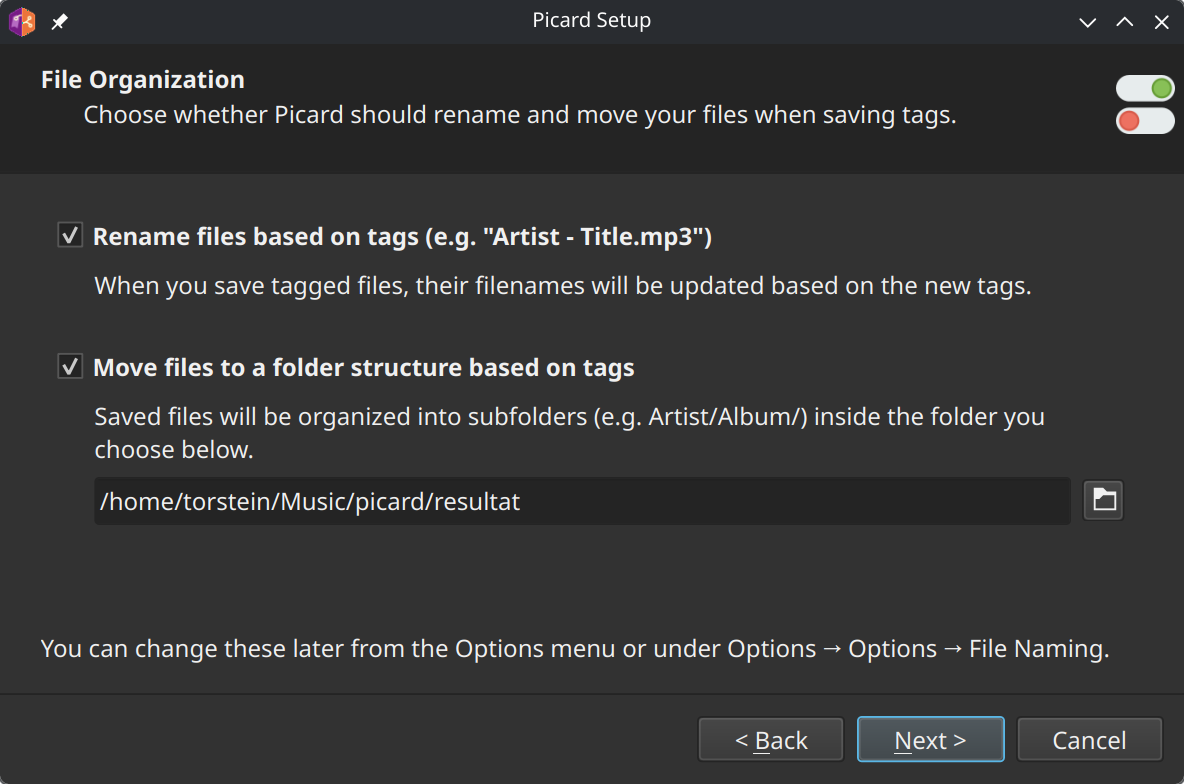 Picard Setup
File Organization
Choose whether Picard should rename and move your files when saving tags.
Rename files based on tags (e.g. "Artist - Title.mp3")
When you save tagged files, their filenames will be updated based on the new tags.
Move files to a folder structure based on tags
Saved files will be organized into subfolders (e.g. Artist/Album/) inside the folder you
choose below.
/home/torstein/Music/picard/resultat
You can change these later from the Options menu or under Options → Options → File Naming.
< Back
Next >
Cancel